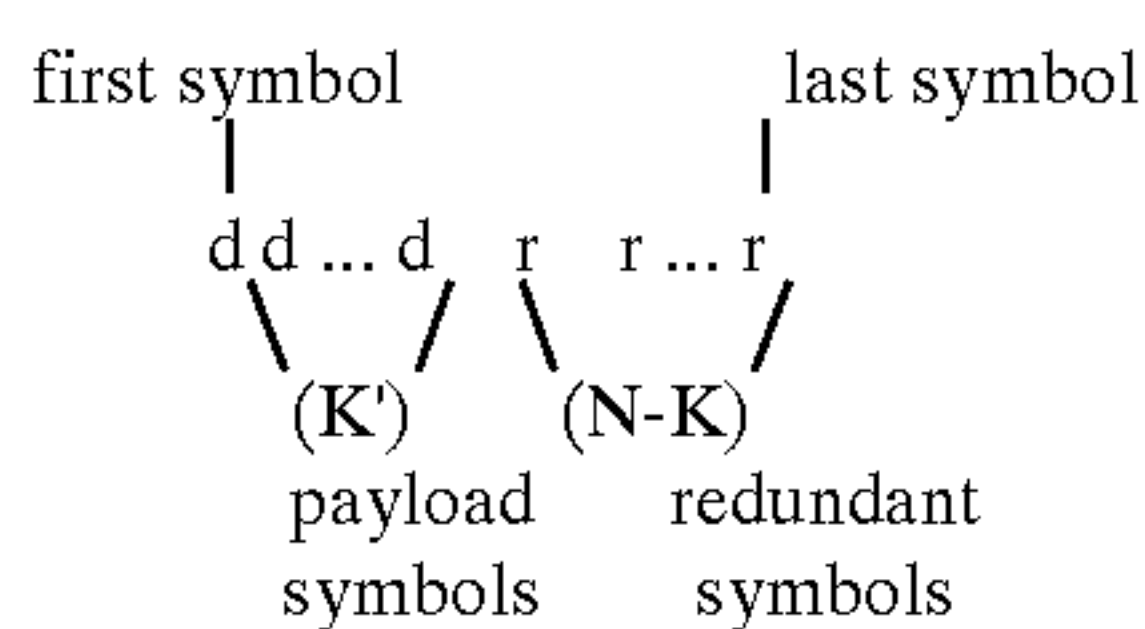 first symbol last symbol
d d ... d r r ... r
(K') (N-K)
payload redundant
symbols symbols